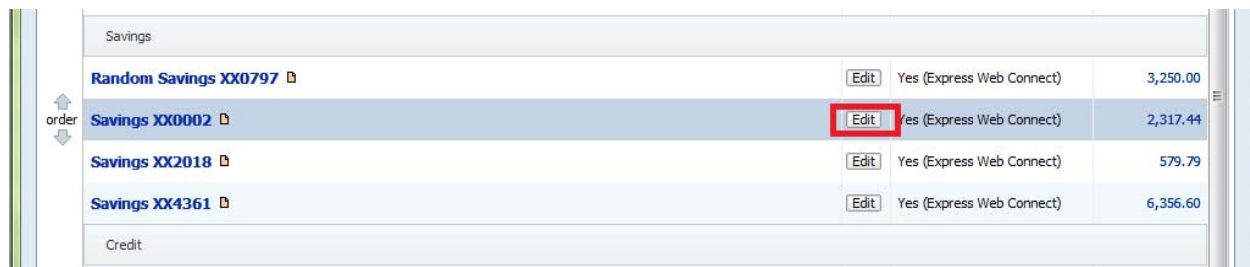 Savings
Random Savings XX0797 Edit Yes (Express Web Connect) 3,250.00
order Savings XX0002 Edit Yes (Express Web Connect) 2,317.44
Savings XX2018 Edit Yes (Express Web Connect) 579.79
Savings XX4361 Edit Yes (Express Web Connect) 6,356.60
Credit